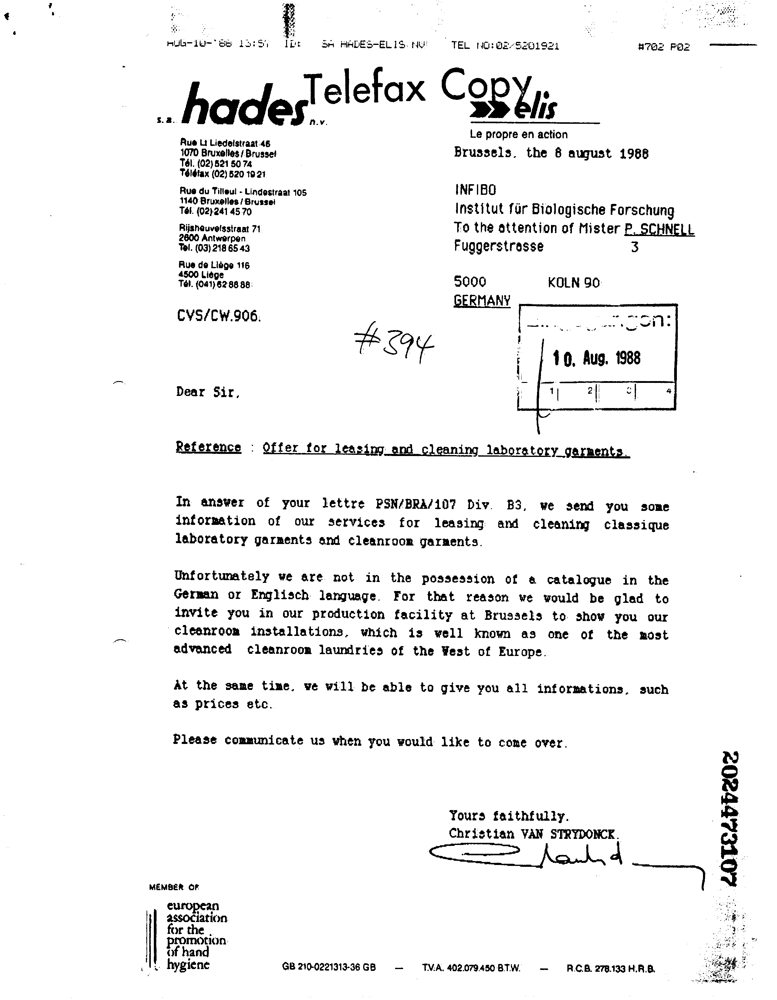 AUG-10-'88 13:57 ID: SA HADES-ELIS NV TEL NO:02/5201921 #702 P02
Telefax Copy
s.a. hades n.v.
elis
Le propre en action
Rue Lt Liedelstraat 46
1070 Bruxelles / Brussel
Tél. (02) 521 50 74
Téléfax (02) 520 19 21
Rue du Tilleul - Lindestraat 105
1140 Bruxelles / Brussel
Tél. (02) 241 45 70
Rijshouvelsstraat 71
2600 Antwerpen
Tel. (03) 218 65 43
Rue de Liège 116
4500 Liège
Tél. (041) 62 86 88
Brussels, the 8 august 1988
INFIBO
Institut für Biologische Forschung
To the attention of Mister P. SCHNELL
Fuggerstrasse 3
5000 KOLN 90
GERMANY
CVS/CW.906.
#394
10. Aug. 1988
1 2 3 4
Dear Sir,
Reference : Offer for leasing and cleaning laboratory garments.
In answer of your lettre PSN/BRA/107 Div. B3, we send you some
information of our services for leasing and cleaning classique
laboratory garments and cleanroom garments.
Unfortunately we are not in the possession of a catalogue in the
German or Englisch language. For that reason we would be glad to
invite you in our production facility at Brussels to show you our
cleanroom installations, which is well known as one of the most
advanced cleanroom laundries of the West of Europe.
At the same time, we will be able to give you all informations, such
as prices etc.
Please communicate us when you would like to come over.
Yours faithfully.
Christian VAN STRYDONCK.
2024473107
MEMBER OF
european
association
for the
promotion
of hand
hygiene
GB 210-0221313-36 GB — T.V.A. 402.079.450 B.T.W. — R.C.B. 278.133 H.R.B.